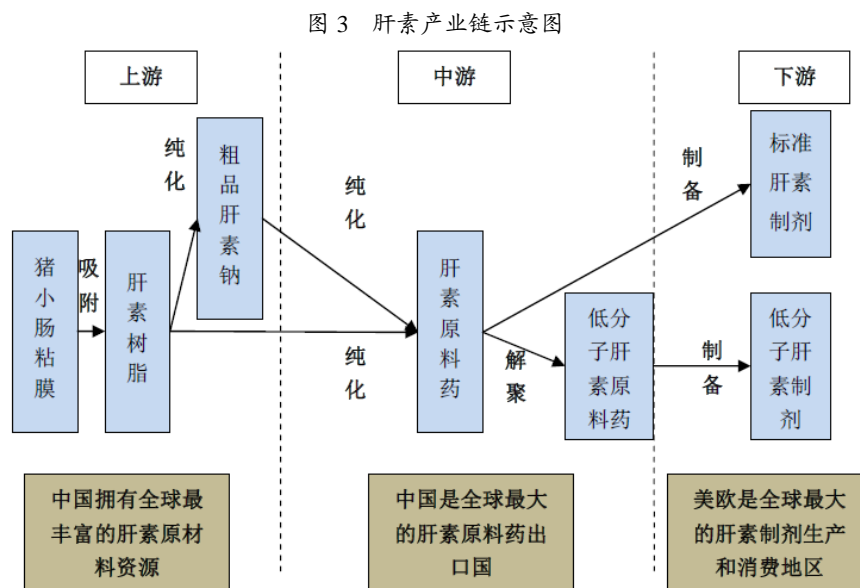 图 3 肝素产业链示意图
上游
中游
下游
纯化
粗品肝素钠
纯化
制备
标准
肝素
制剂
猪小肠粘膜
吸附
肝素树脂
肝素原料药
纯化
解聚
低分
子肝
素原
料药
制备
低分
子肝
素制
剂
中国拥有全球最
丰富的肝素原材
料资源
中国是全球最大
的肝素原料药出
口国
美欧是全球最大
的肝素制剂生产
和消费地区